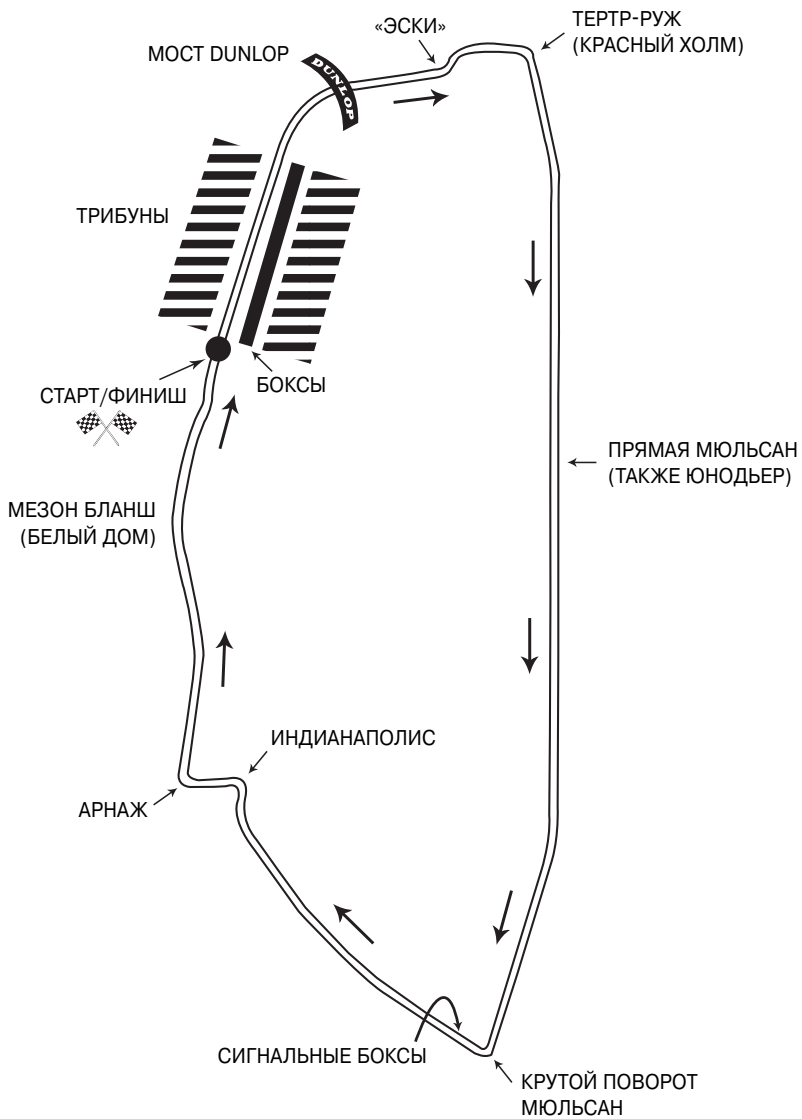 «ЭСКИ»
ТЕРТР-РУЖ
(КРАСНЫЙ ХОЛМ)
МОСТ DUNLOP
DUNLOP
ТРИБУНЫ
СТАРТ/ФИНИШ
БОКСЫ
ПРЯМАЯ МЮЛЬСАН
(ТАКЖЕ ЮНОДЬЕР)
МЕЗОН БЛАНШ
(БЕЛЫЙ ДОМ)
ИНДИАНАПОЛИС
АРНАЖ
СИГНАЛЬНЫЕ БОКСЫ
КРУТОЙ ПОВОРОТ
МЮЛЬСАН